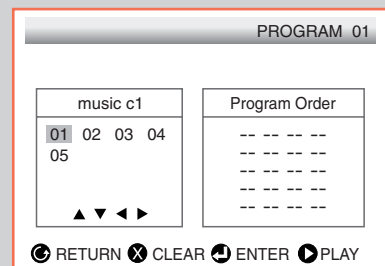 PROGRAM 01
music c1
01 02 03 04
05
Program Order
-- -- -- --
-- -- -- --
-- -- -- --
-- -- -- --
-- -- -- --
RETURN X CLEAR ENTER PLAY